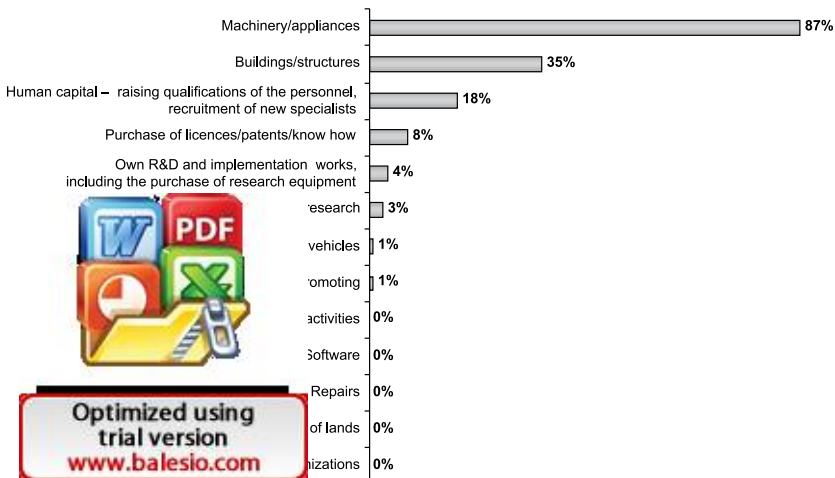 Machinery/appliances 87%
Buildings/structures 35%
Human capital – raising qualifications of the personnel,
recruitment of new specialists 18%
Purchase of licences/patents/know how 8%
Own R&D and implementation works,
including the purchase of research equipment 4%
research 3%
vehicles 1%
romoting 1%
activities 0%
Software 0%
Repairs 0%
of lands 0%
nizations 0%
W
PDF
X
Optimized using
trial version
www.balesio.com